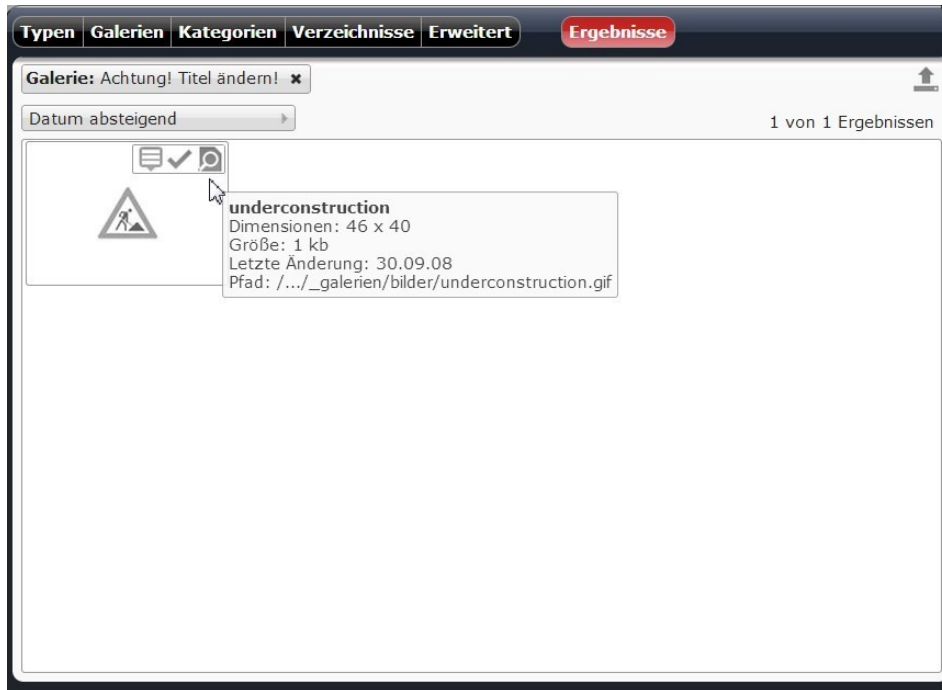 Typen Galerien Kategorien Verzeichnisse Erweitert Ergebnisse
Galerie: Achtung! Titel ändern! ✖
Datum absteigend
1 von 1 Ergebnissen
underconstruction
Dimensionen: 46 x 40
Größe: 1 kb
Letzte Änderung: 30.09.08
Pfad: /.../_galerien/bilder/underconstruction.gif